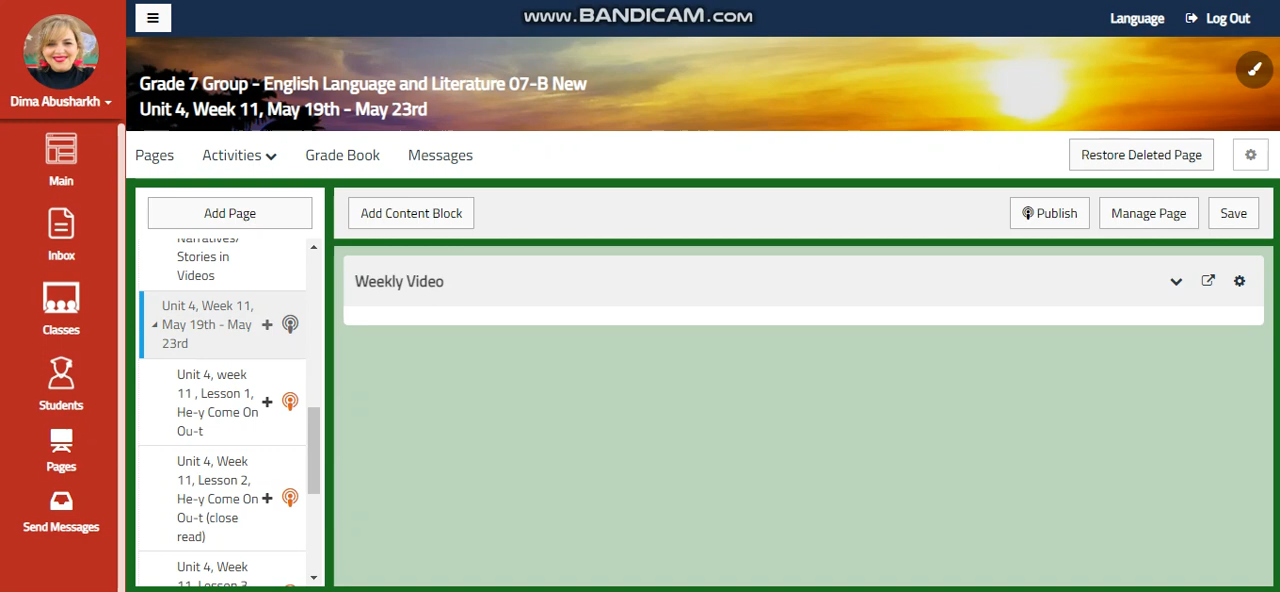 www.BANDICAM.com
Language
Log Out
Dima Abusharkh
Grade 7 Group - English Language and Literature 07-B New
Unit 4, Week 11, May 19th - May 23rd
Pages
Activities
Grade Book
Messages
Restore Deleted Page
Main
Inbox
Classes
Students
Pages
Send Messages
Add Page
Narratives/
Stories in
Videos
Unit 4, Week 11,
May 19th - May
23rd
Unit 4, week
11 , Lesson 1,
He-y Come On
Ou-t
Unit 4, Week
11, Lesson 2,
He-y Come On
Ou-t (close
read)
Unit 4, Week
11, Lesson 3
Add Content Block
Publish
Manage Page
Save
Weekly Video